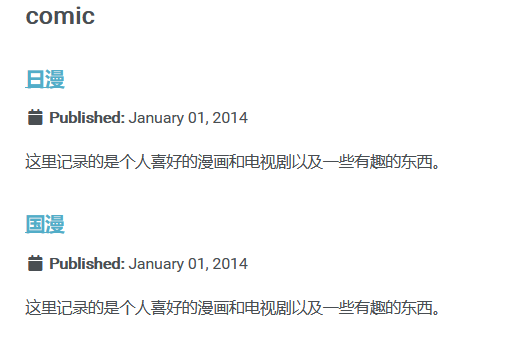 comic
日漫
Published: January 01, 2014
这里记录的是个人喜好的漫画和电视剧以及一些有趣的东西。
国漫
Published: January 01, 2014
这里记录的是个人喜好的漫画和电视剧以及一些有趣的东西。